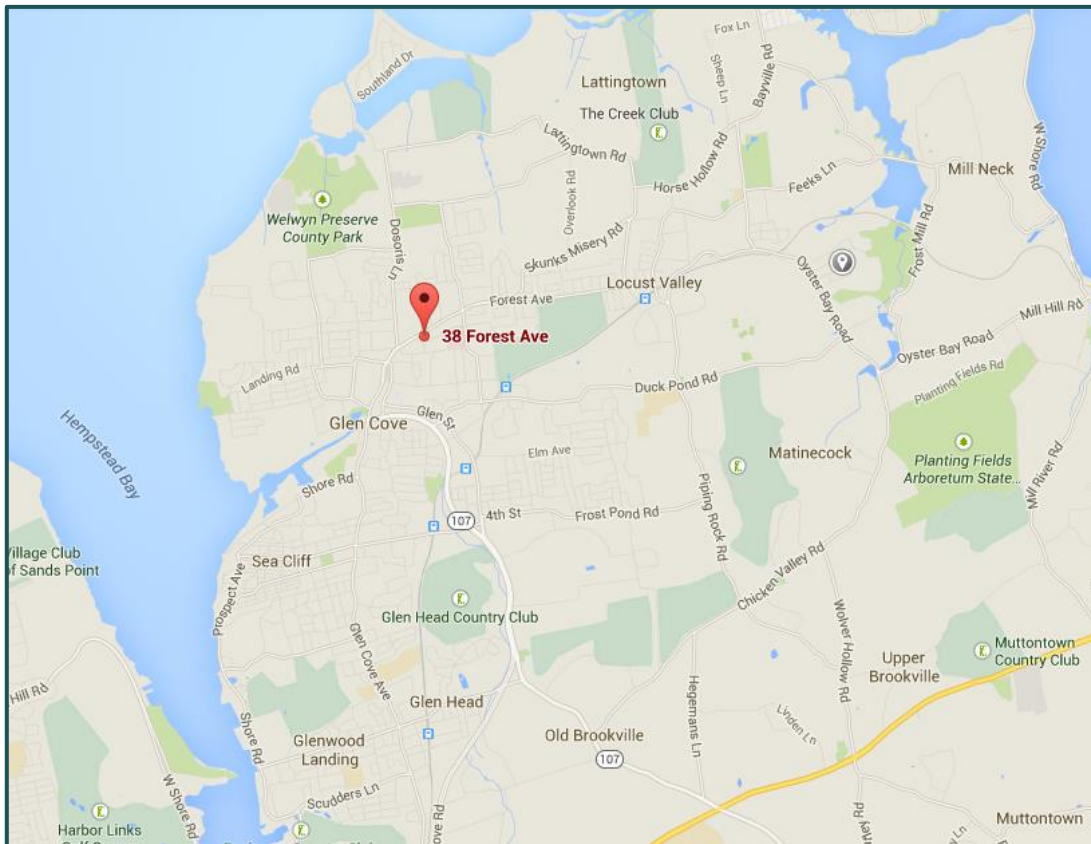 Fox Ln
Southland Dr
Lattingtown
Sheep Ln
Bayville Rd
The Creek Club
Lattingtown Rd
Horse Hollow Rd
Feeks Ln
Mill Neck
W Shore Rd
Welwyn Preserve
County Park
Dosoris Ln
Overlook Rd
Skunks Misery Rd
Frost Mill Rd
Locust Valley
Forest Ave
Oyster Bay Road
Mill Hill Rd
38 Forest Ave
Oyster Bay Road
Landing Rd
Duck Pond Rd
Planting Fields Rd
Hempstead Bay
Glen Cove
Glen St
Elm Ave
Matinecock
Planting Fields
Arboretum State...
Mill River Rd
Shore Rd
Piping Rock Rd
107
4th St
Frost Pond Rd
Village Club
of Sands Point
Sea Cliff
Prospect Ave
Chicken Valley Rd
Glen Head Country Club
Glen Cove Ave
Wolver Hollow Rd
Muttontown
Country Club
Upper
Brookville
Hill Rd
Glen Head
Hegemans Ln
Linden Ln
Shore Rd
Glenwood
Landing
Old Brookville
107
W Shore Rd
Scudders Ln
Cove Rd
Harbor Links
Muttontown